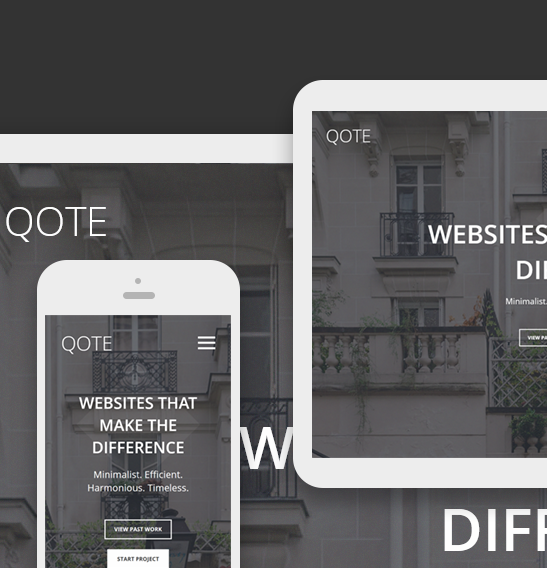 QOTE
WEBSITES THAT
MAKE THE
DIFFERENCE
Minimalist. Efficient.
Harmonious. Timeless.
VIEW PAST WORK
START PROJECT
QOTE
W
DIFF
QOTE
WEBSITES
DI
Minimalist.
VIEW PA